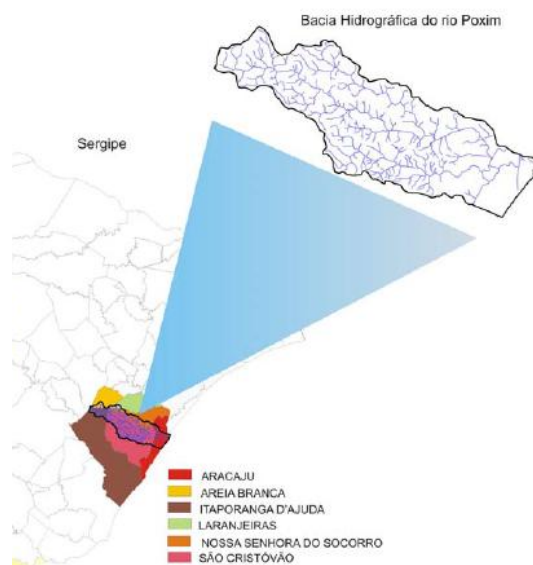 Bacia Hidrográfica do rio Poxim
Sergipe
ARACAJU
AREIA BRANCA
ITAPORANGA D'AJUDA
LARANJEIRAS
NOSSA SENHORA DO SOCORRO
SÃO CRISTÓVÃO